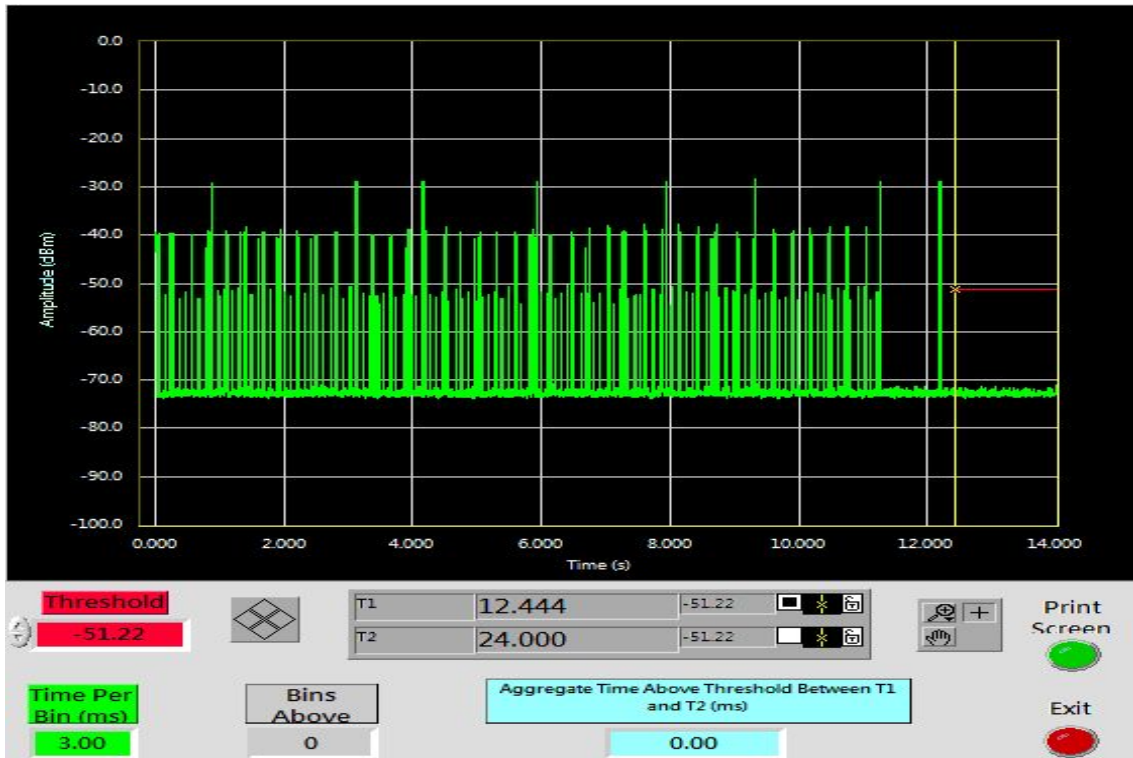 0.0
-10.0
-20.0
-30.0
-40.0
-50.0
-60.0
-70.0
-80.0
-90.0
-100.0
Amplitude (dBm)
0.000 2.000 4.000 6.000 8.000 10.000 12.000 14.000
Time (s)
Threshold
-51.22
T1 12.444 -51.22
T2 24.000 -51.22
Print
Screen
Time Per
Bin (ms)
3.00
Bins
Above
0
Aggregate Time Above Threshold Between T1
and T2 (ms)
0.00
Exit